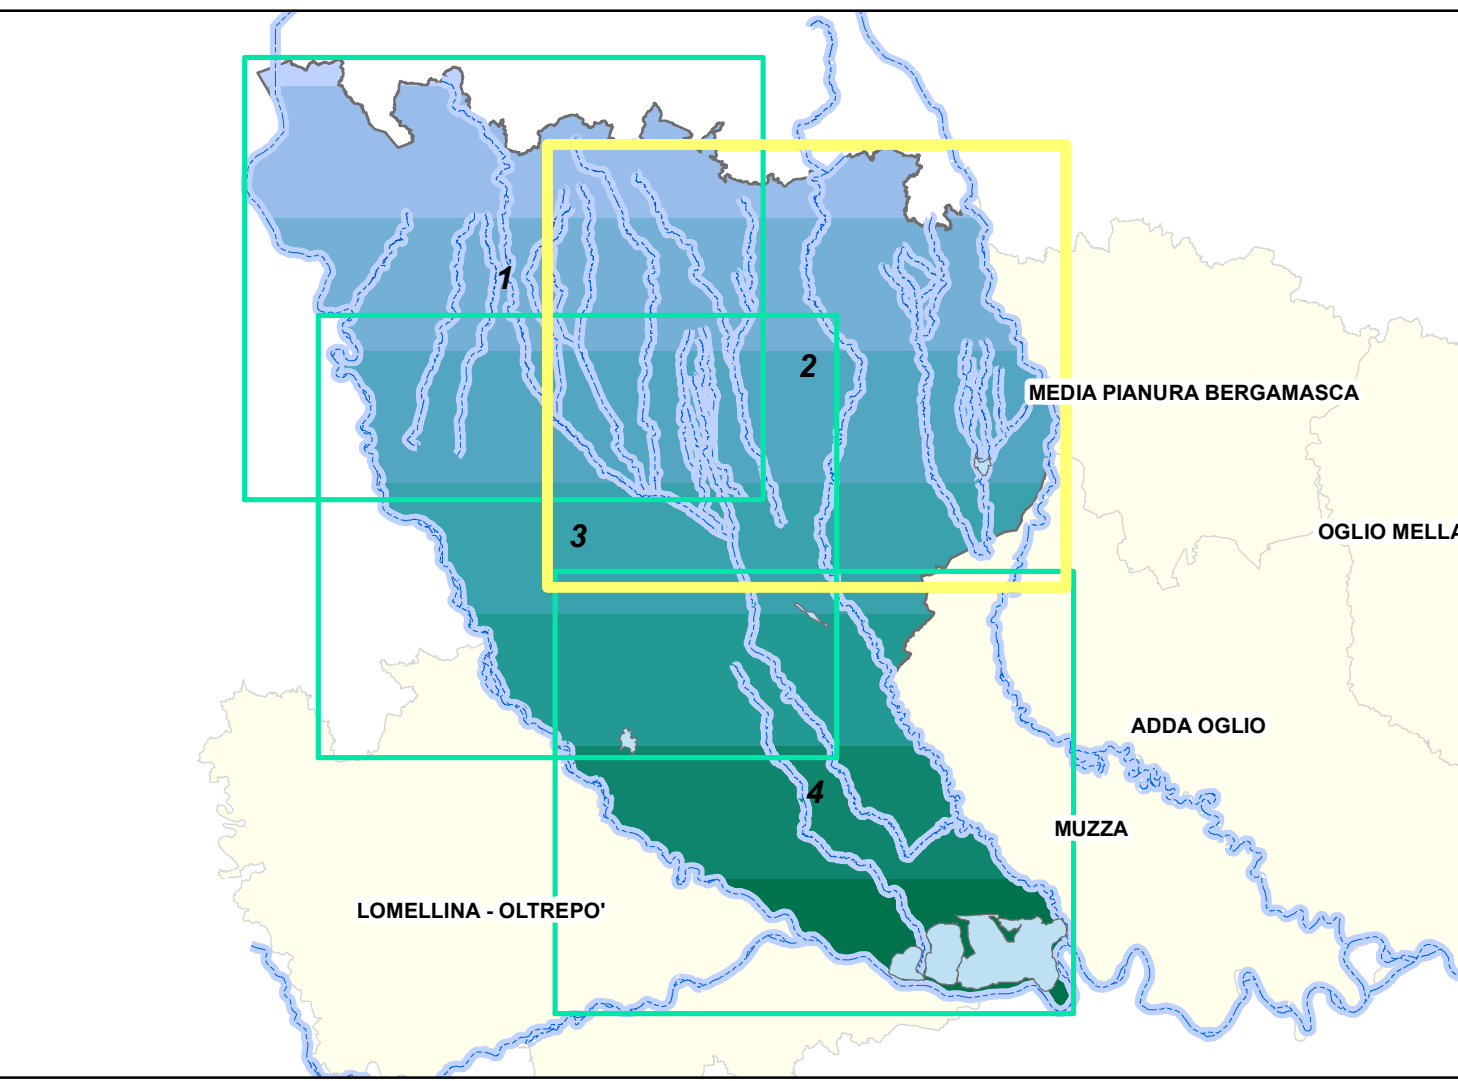 1
2
MEDIA PIANURA BERGAMASCA
3
OGLIO MELLA
ADDA OGLIO
4
MUZZA
LOMELLINA - OLTREPO'